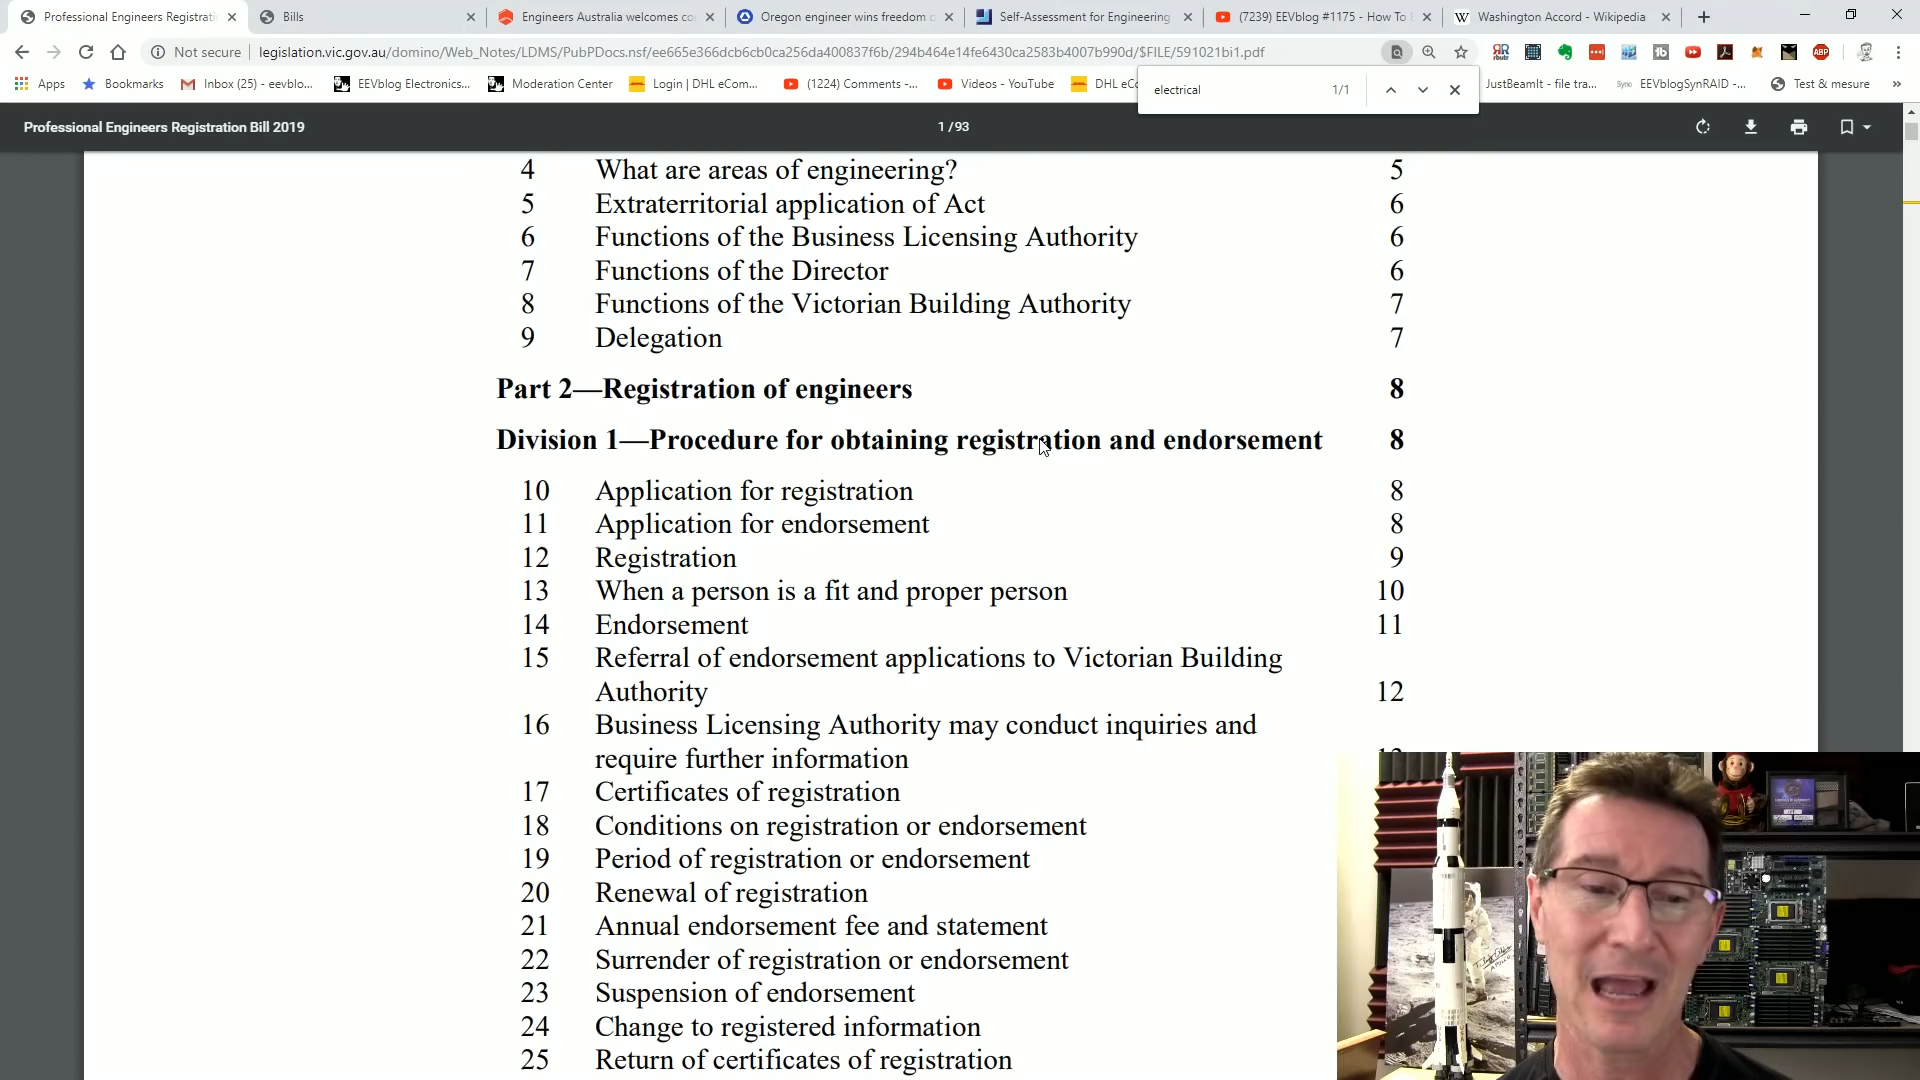 Professional Engineers Registrati
Bills
Engineers Australia welcomes co
Oregon engineer wins freedom c
Self-Assessment for Engineering
(7239) EEVblog #1175 - How To E
Washington Accord - Wikipedia
Not secure
legislation.vic.gov.au/domino/Web_Notes/LDMS/PubPDocs.nsf/ee665e366dcb6cb0ca256da400837f6b/294b464e14fe6430ca2583b4007b990d/$FILE/591021bi1.pdf
Apps
Bookmarks
Inbox (25) - eevblo...
EEVblog Electronics...
Moderation Center
Login | DHL eCom...
(1224) Comments -...
Videos - YouTube
DHL eCo
JustBeamIt - file tra...
Sync
EEVblogSynRAID -...
Test & mesure
electrical
1/1
Professional Engineers Registration Bill 2019
1 / 93
4 What are areas of engineering? 5
5 Extraterritorial application of Act 6
6 Functions of the Business Licensing Authority 6
7 Functions of the Director 6
8 Functions of the Victorian Building Authority 7
9 Delegation 7
Part 2—Registration of engineers 8
Division 1—Procedure for obtaining registration and endorsement 8
10 Application for registration 8
11 Application for endorsement 8
12 Registration 9
13 When a person is a fit and proper person 10
14 Endorsement 11
15 Referral of endorsement applications to Victorian Building
Authority 12
16 Business Licensing Authority may conduct inquiries and
require further information
17 Certificates of registration
18 Conditions on registration or endorsement
19 Period of registration or endorsement
20 Renewal of registration
21 Annual endorsement fee and statement
22 Surrender of registration or endorsement
23 Suspension of endorsement
24 Change to registered information
25 Return of certificates of registration